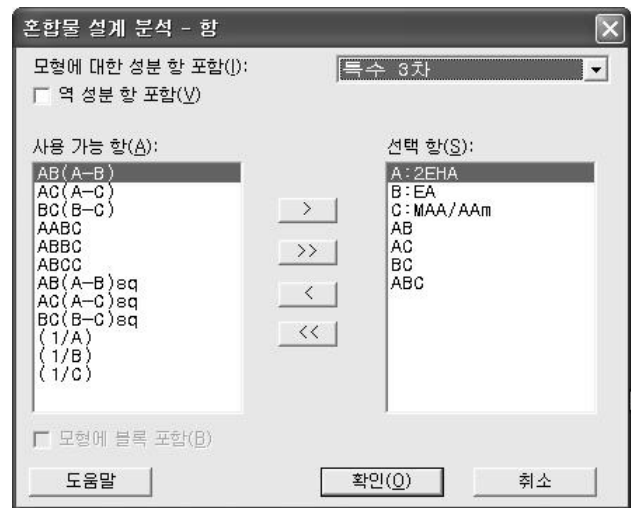 혼합물 설계 분석 - 항
모형에 대한 성분 항 포함(I):
특수 3차
역 성분 항 포함(V)
사용 가능 항(A):
AB(A-B)
AC(A-C)
BC(B-C)
AABC
ABBC
ABCC
AB(A-B)sq
AC(A-C)sq
BC(B-C)sq
(1/A)
(1/B)
(1/C)
>
>>
<
<<
선택 항(S):
A:2EHA
B:EA
C:MAA/AAm
AB
AC
BC
ABC
모형에 블록 포함(B)
도움말
확인(O)
취소